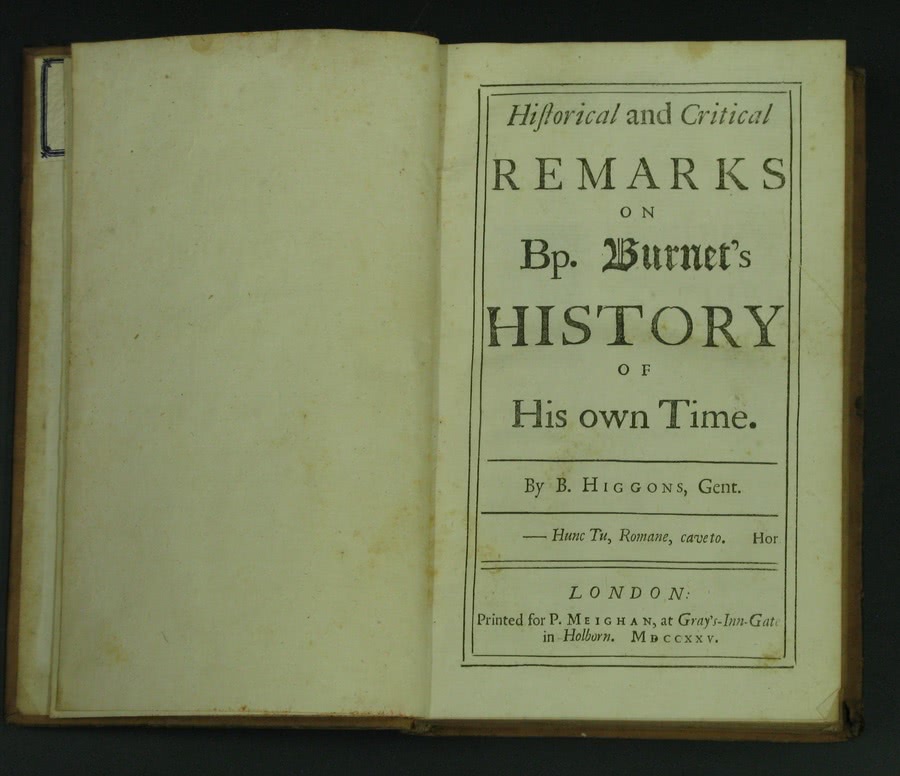 Hiſtorical and Critical
REMARKS
ON
Bp. Burnet's
HISTORY
OF
His own Time.
By B. HIGGONS, Gent.
— Hunc Tu, Romane, caveto. Hor
LONDON:
Printed for P. MEIGHAN, at Gray's-Inn-Gate
in Holborn. MDCCXXV.